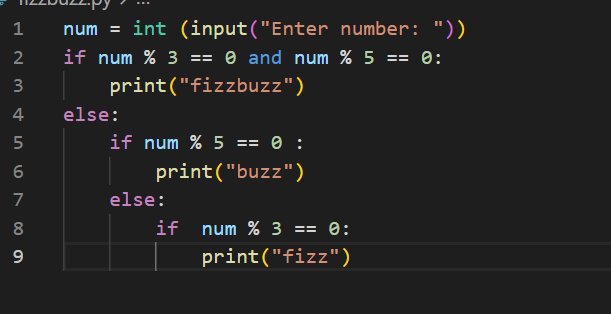 fizzbuzz.py > ...
1 num = int (input("Enter number: "))
2 if num % 3 == 0 and num % 5 == 0:
3     print("fizzbuzz")
4 else:
5     if num % 5 == 0 :
6         print("buzz")
7     else:
8         if  num % 3 == 0:
9             print("fizz")